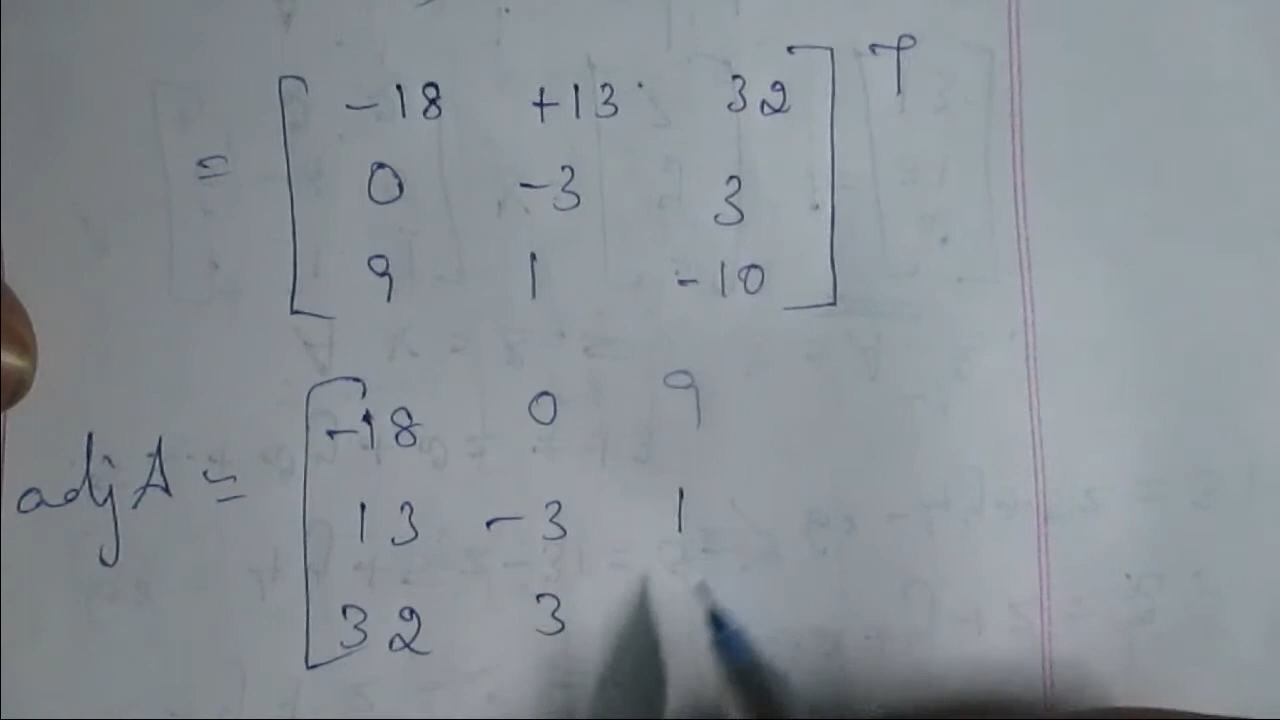 = [ -18 +13 32 ] T
0 -3 3
9 1 -10
adj A = [ -18 0 9
13 -3 1
32 3